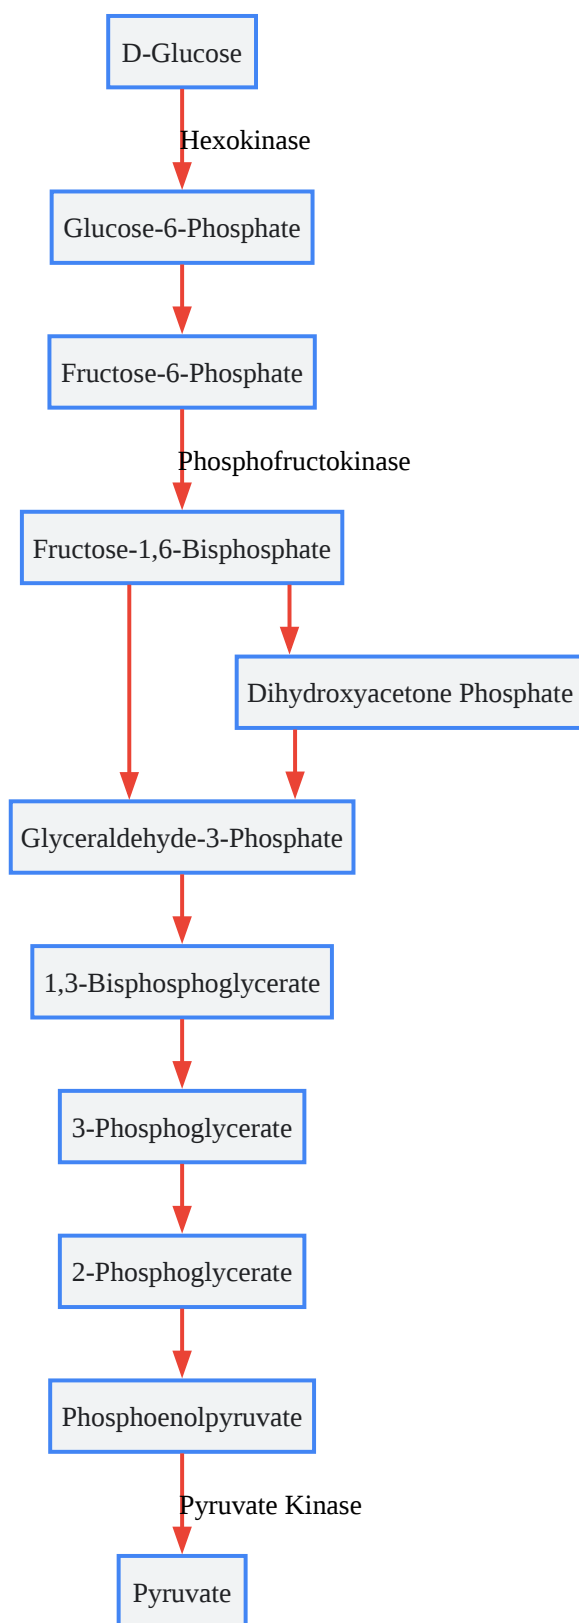 D-Glucose
Hexokinase
Glucose-6-Phosphate
Fructose-6-Phosphate
Phosphofructokinase
Fructose-1,6-Bisphosphate
Dihydroxyacetone Phosphate
Glyceraldehyde-3-Phosphate
1,3-Bisphosphoglycerate
3-Phosphoglycerate
2-Phosphoglycerate
Phosphoenolpyruvate
Pyruvate Kinase
Pyruvate